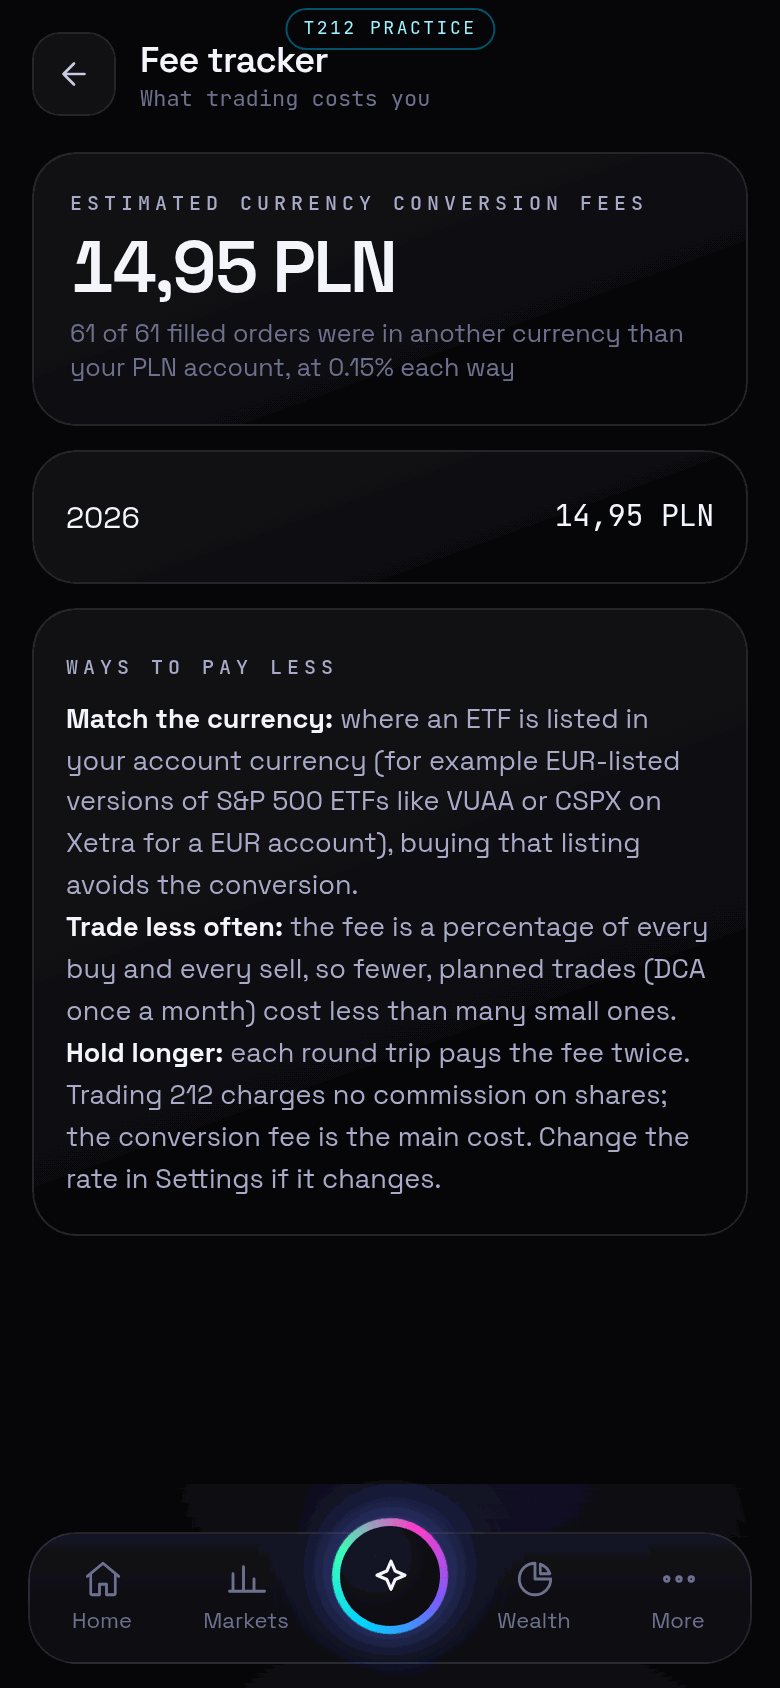 T212 PRACTICE
Fee tracker
What trading costs you
ESTIMATED CURRENCY CONVERSION FEES
14,95 PLN
61 of 61 filled orders were in another currency than
your PLN account, at 0.15% each way
2026
14,95 PLN
WAYS TO PAY LESS
Match the currency: where an ETF is listed in
your account currency (for example EUR-listed
versions of S&P 500 ETFs like VUAA or CSPX on
Xetra for a EUR account), buying that listing
avoids the conversion.
Trade less often: the fee is a percentage of every
buy and every sell, so fewer, planned trades (DCA
once a month) cost less than many small ones.
Hold longer: each round trip pays the fee twice.
Trading 212 charges no commission on shares;
the conversion fee is the main cost. Change the
rate in Settings if it changes.
Home
Markets
Wealth
More